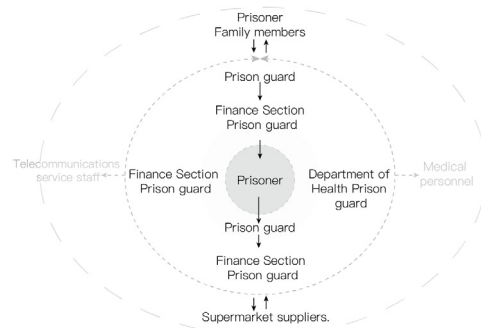 Prisoner
Family members
Prison guard
Finance Section
Prison guard
Telecommunications
service staff
Finance Section
Prison guard
Prisoner
Department of
Health Prison
guard
Medical
personnel
Prison guard
Finance Section
Prison guard
Supermarket suppliers.